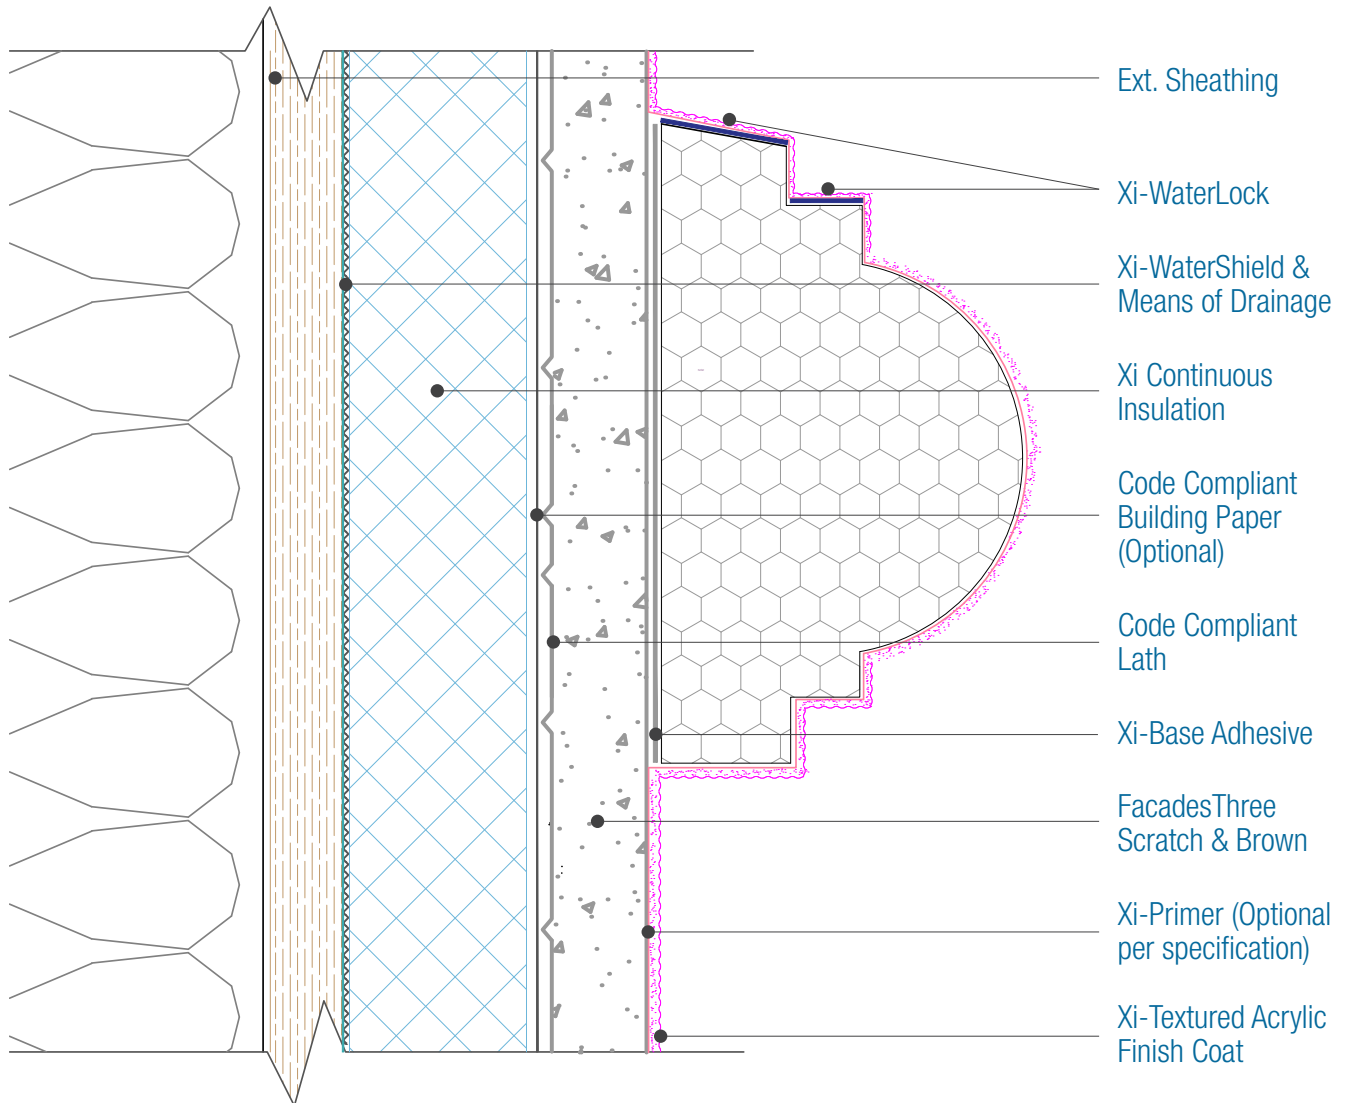 Ext. Sheathing
Xi-WaterLock
Xi-WaterShield &
Means of Drainage
Xi Continuous
Insulation
Code Compliant
Building Paper
(Optional)
Code Compliant
Lath
Xi-Base Adhesive
FacadesThree
Scratch & Brown
Xi-Primer (Optional
per specification)
Xi-Textured Acrylic
Finish Coat